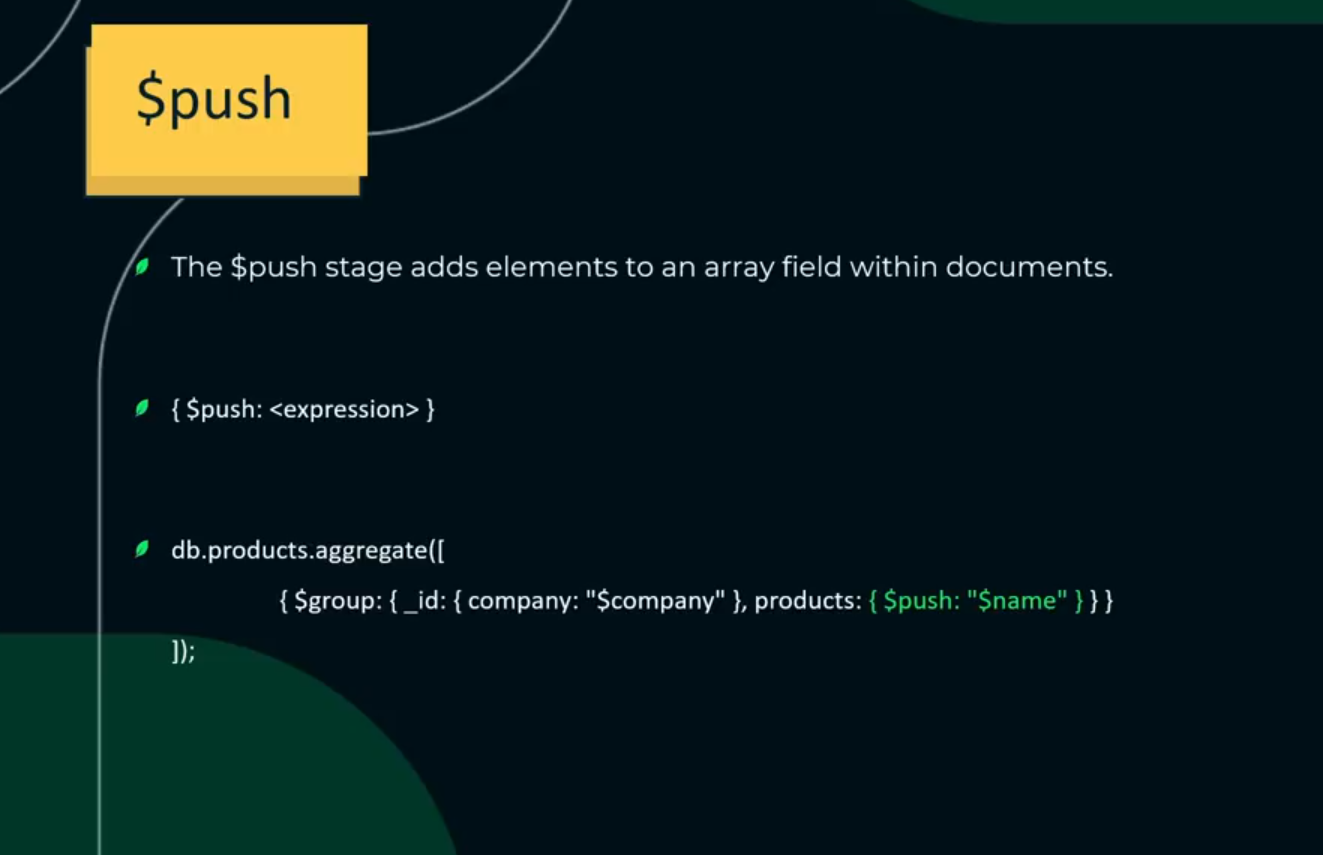 $push
The $push stage adds elements to an array field within documents.
{ $push: <expression> }
db.products.aggregate([
{ $group: { _id: { company: "$company" }, products: { $push: "$name" } } }
]);